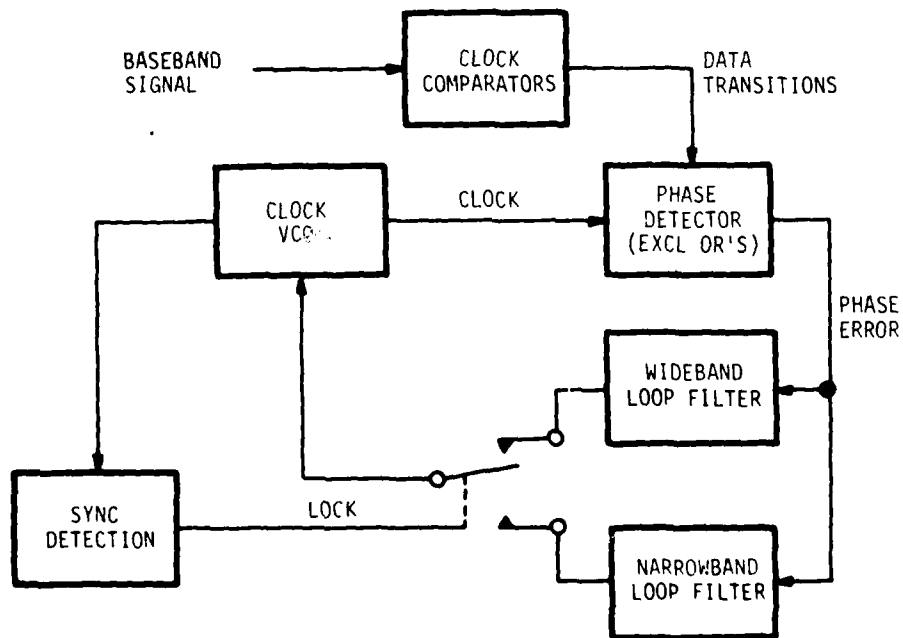 BASEBAND
SIGNAL
CLOCK
COMPARATORS
DATA
TRANSITIONS
CLOCK
VCO
CLOCK
PHASE
DETECTOR
(EXCL OR'S)
PHASE
ERROR
WIDEBAND
LOOP FILTER
SYNC
DETECTION
LOCK
NARROWBAND
LOOP FILTER